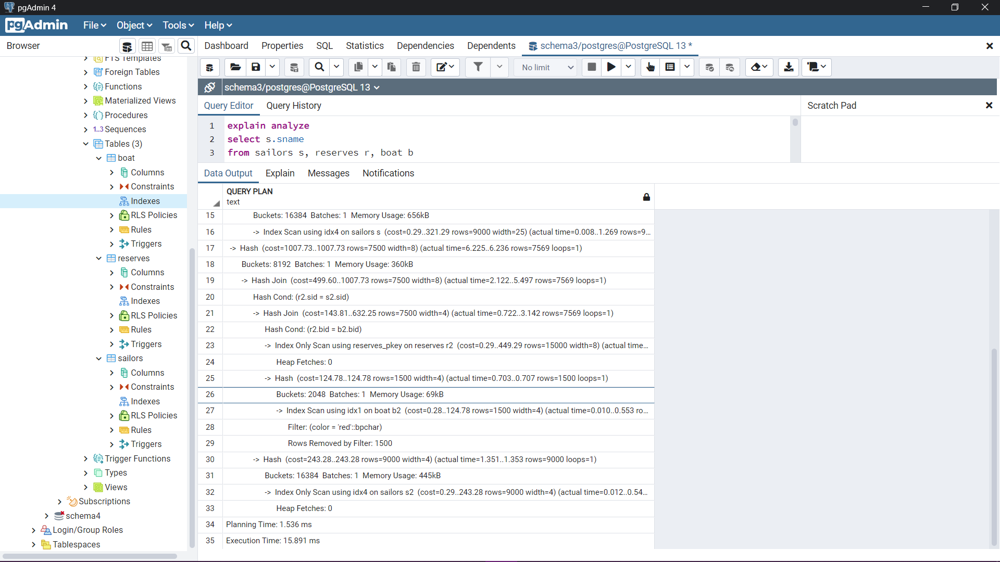 pgAdmin 4
pgAdmin File Object Tools Help
Browser
Dashboard Properties SQL Statistics Dependencies Dependents schema3/postgres@PostgreSQL 13 *
No limit
schema3/postgres@PostgreSQL 13
Query Editor Query History
Scratch Pad
1 explain analyze
2 select s.sname
3 from sailors s, reserves r, boat b
Data Output Explain Messages Notifications
QUERY PLAN
text
15 Buckets: 16384 Batches: 1 Memory Usage: 656kB
16 -> Index Scan using idx4 on sailors s (cost=0.29..321.29 rows=9000 width=25) (actual time=0.008..1.269 rows=9...
17 -> Hash (cost=1007.73..1007.73 rows=7500 width=8) (actual time=6.225..6.236 rows=7569 loops=1)
18 Buckets: 8192 Batches: 1 Memory Usage: 360kB
19 -> Hash Join (cost=499.60..1007.73 rows=7500 width=8) (actual time=2.122..5.497 rows=7569 loops=1)
20 Hash Cond: (r2.sid = s2.sid)
21 -> Hash Join (cost=143.81..632.25 rows=7500 width=4) (actual time=0.722..3.142 rows=7569 loops=1)
22 Hash Cond: (r2.bid = b2.bid)
23 -> Index Only Scan using reserves_pkey on reserves r2 (cost=0.29..449.29 rows=15000 width=8) (actual time...
24 Heap Fetches: 0
25 -> Hash (cost=124.78..124.78 rows=1500 width=4) (actual time=0.703..0.707 rows=1500 loops=1)
26 Buckets: 2048 Batches: 1 Memory Usage: 69kB
27 -> Index Scan using idx1 on boat b2 (cost=0.28..124.78 rows=1500 width=4) (actual time=0.010..0.553 ro...
28 Filter: (color = 'red'::bpchar)
29 Rows Removed by Filter: 1500
30 -> Hash (cost=243.28..243.28 rows=9000 width=4) (actual time=1.351..1.353 rows=9000 loops=1)
31 Buckets: 16384 Batches: 1 Memory Usage: 445kB
32 -> Index Only Scan using idx4 on sailors s2 (cost=0.29..243.28 rows=9000 width=4) (actual time=0.012..0.54...
33 Heap Fetches: 0
34 Planning Time: 1.536 ms
35 Execution Time: 15.891 ms
FTS Templates
Foreign Tables
Functions
Materialized Views
Procedures
1..3 Sequences
Tables (3)
boat
Columns
Constraints
Indexes
RLS Policies
Rules
Triggers
reserves
Columns
Constraints
Indexes
RLS Policies
Rules
Triggers
sailors
Columns
Constraints
Indexes
RLS Policies
Rules
Triggers
Trigger Functions
Types
Views
Subscriptions
schema4
Login/Group Roles
Tablespaces